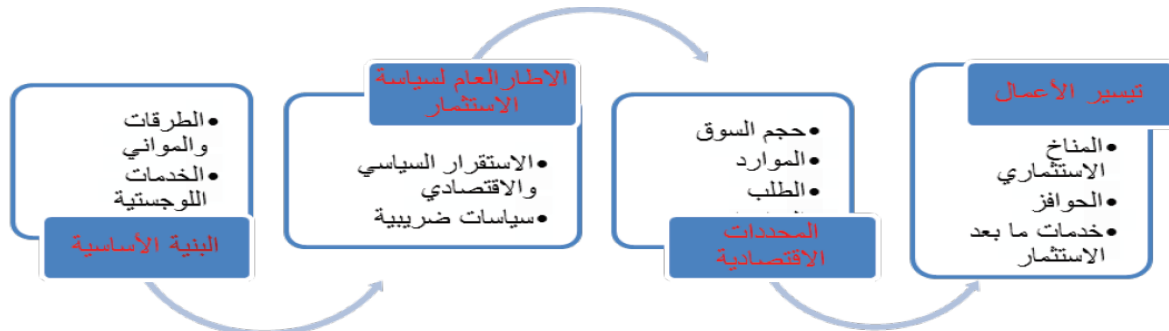 •الطرقات
والمواني
•الخدمات
اللوجستية
البنية الأساسية
الاطار العام لسياسة
الاستثمار
•الاستقرار السياسي
والاقتصادي
•سياسات ضريبية
•حجم السوق
•الموارد
•الطلب
المحددات
الاقتصادية
تيسير الأعمال
•المناخ
الاستثماري
•الحوافز
•خدمات ما بعد
الاستثمار